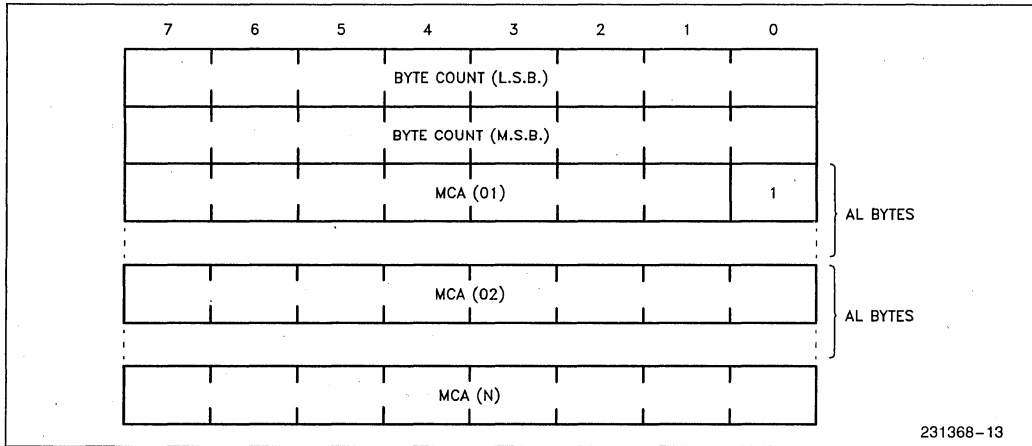 7 6 5 4 3 2 1 0
BYTE COUNT (L.S.B.)
BYTE COUNT (M.S.B.)
MCA (01) 1
AL BYTES
MCA (02)
AL BYTES
MCA (N)
231368–13